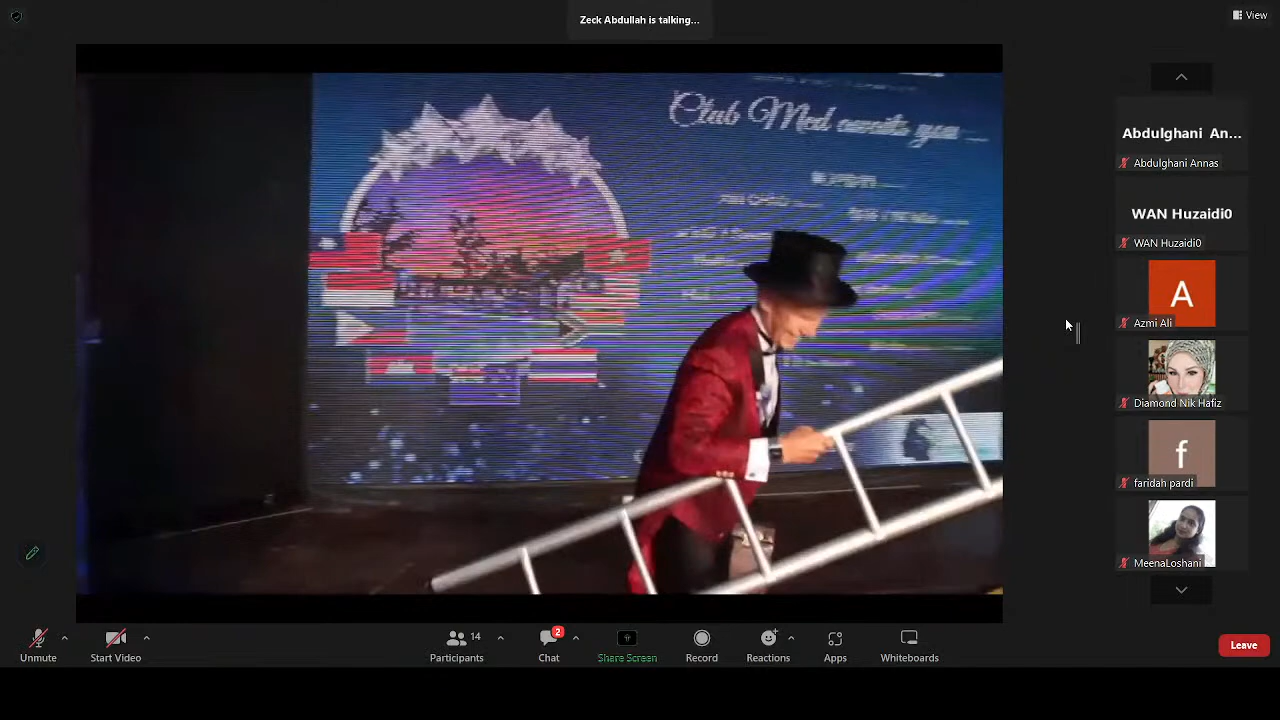 Zeck Abdullah is talking...
View
Club Med awaits you
Abdulghani An...
Abdulghani Annas
WAN Huzaidi0
WAN Huzaidi0
A
Azmi Ali
Diamond Nik Hafiz
f
faridah pardi
MeenaLoshani
14
2
Unmute
Start Video
Participants
Chat
Share Screen
Record
Reactions
Apps
Whiteboards
Leave